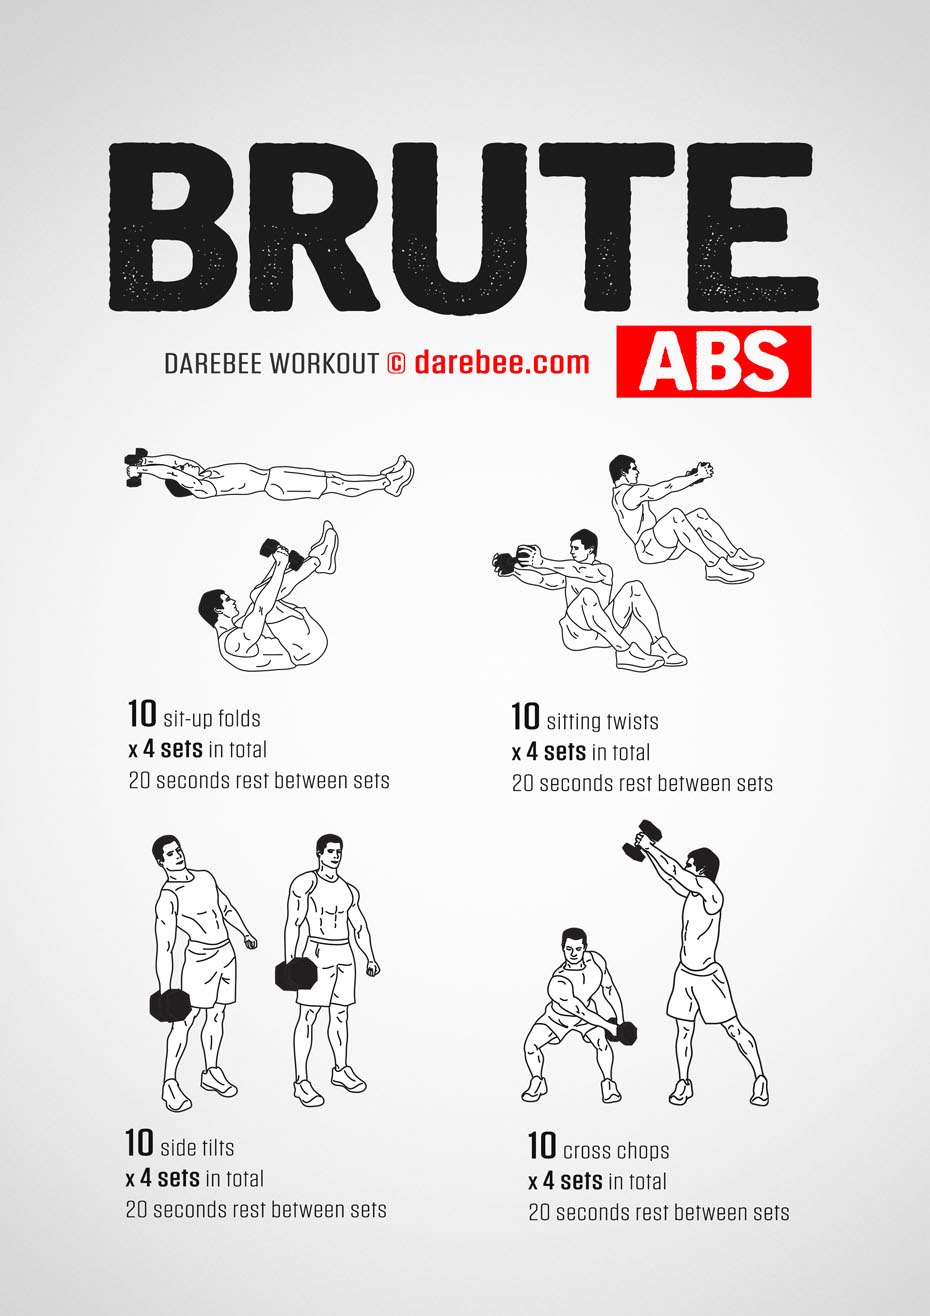 BRUTE
ABS
DAREBEE WORKOUT © darebee.com
10 sit-up folds
x 4 sets in total
20 seconds rest between sets
10 sitting twists
x 4 sets in total
20 seconds rest between sets
10 side tilts
x 4 sets in total
20 seconds rest between sets
10 cross chops
x 4 sets in total
20 seconds rest between sets